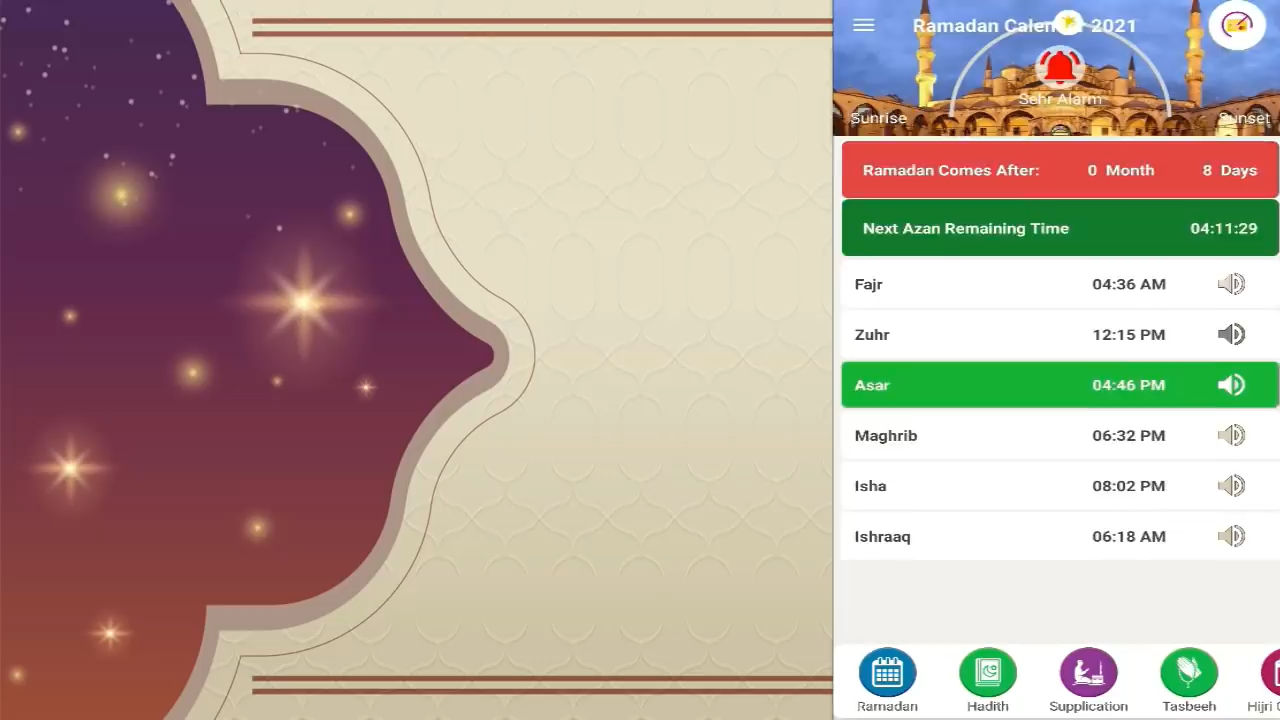 Ramadan Calen 2021
Sehr Alarm
Sunrise
Sunset
Ramadan Comes After: 0 Month 8 Days
Next Azan Remaining Time 04:11:29
Fajr 04:36 AM
Zuhr 12:15 PM
Asar 04:46 PM
Maghrib 06:32 PM
Isha 08:02 PM
Ishraaq 06:18 AM
Ramadan
Hadith
Supplication
Tasbeeh
Hijri